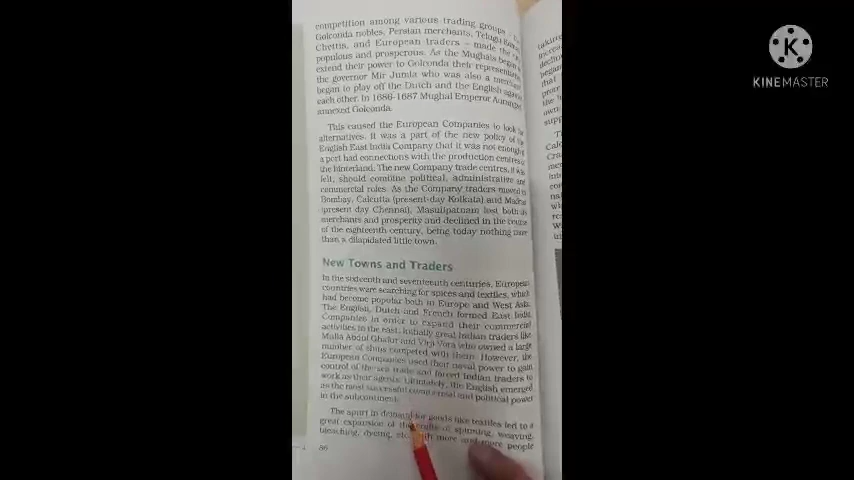 competition among various trading groups – the
Golconda nobles, Persian merchants, Telugu Komati
Chettis, and European traders – made the city
populous and prosperous. As the Mughals began to
extend their power to Golconda their representative,
the governor Mir Jumla who was also a merchant,
began to play off the Dutch and the English against
each other. In 1686-1687 Mughal Emperor Aurangzeb
annexed Golconda.
This caused the European Companies to look for
alternatives. It was a part of the new policy of the
English East India Company that it was not enough if
a port had connections with the production centres of
the hinterland. The new Company trade centres, it was
felt, should combine political, administrative and
commercial roles. As the Company traders moved to
Bombay, Calcutta (present-day Kolkata) and Madras
(present day Chennai), Masulipatnam lost both its
merchants and prosperity and declined in the course
of the eighteenth century, being today nothing more
than a dilapidated little town.
New Towns and Traders
In the sixteenth and seventeenth centuries, European
countries were searching for spices and textiles, which
had become popular both in Europe and West Asia.
The English, Dutch and French formed East India
Companies in order to expand their commercial
activities in the east. Initially great Indian traders like
Mulla Abdul Ghafur and Virji Vora who owned a large
number of ships competed with them. However, the
European Companies used their naval power to gain
control of the sea trade and forced Indian traders to
work as their agents. Ultimately, the English emerged
as the most successful commercial and political power
in the subcontinent.
The spurt in demand for goods like textiles led to a
great expansion of the crafts of spinning, weaving,
bleaching, dyeing, etc. with more and more people
86
KINEMASTER